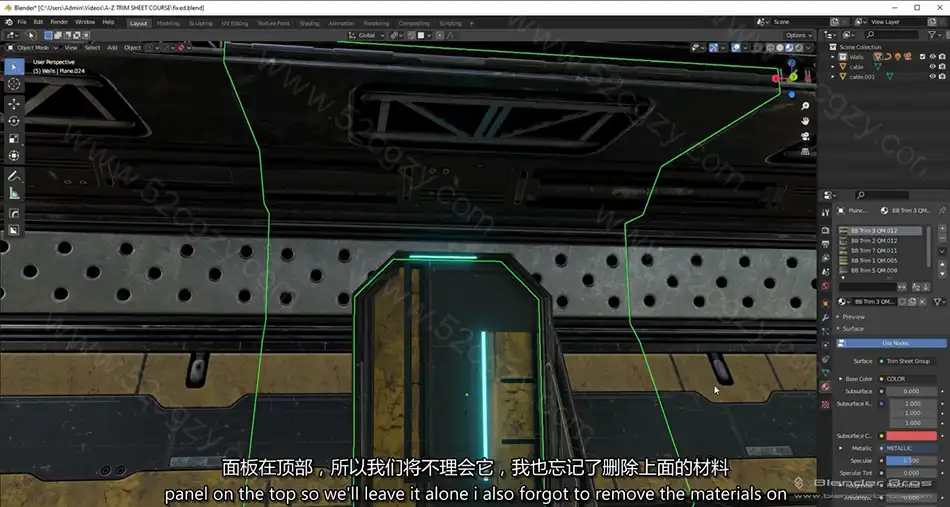 Blender* [C:\Users\Admin\Videos\A-Z TRIM SHEET COURSE\fixed.blend]
File Edit Render Window Help Layout Modeling Sculpting UV Editing Texture Paint Shading Animation Rendering Compositing Scene View Layer
Object Mode View Select Add Object Global Options
User Perspective
(5) Walls | Plane.024
Scene Collection
Walls
cable
cable.001
Plane... BB Trim 3 QM...
BB Trim 3 QM.012
BB Trim 2 QM.012
BB Trim 7 QM.013
BB Trim 1 QM.005
BB Trim 5 QM.008
BB Trim 3 QM...
Preview
Surface
Use Nodes
Surface Trim Sheet Group
Base Color COLOR
Subsurface 0.000
Subsurface R... 1.000
1.000
1.000
Subsurface C...
Metallic METALLIC
Specular 0.500
Specular Tint 0.000
Anisotropic
www.52cgzy.com
面板在顶部，所以我们将不理会它，我也忘记了删除上面的材料
panel on the top so we'll leave it alone i also forgot to remove the materials on
Blender Bros